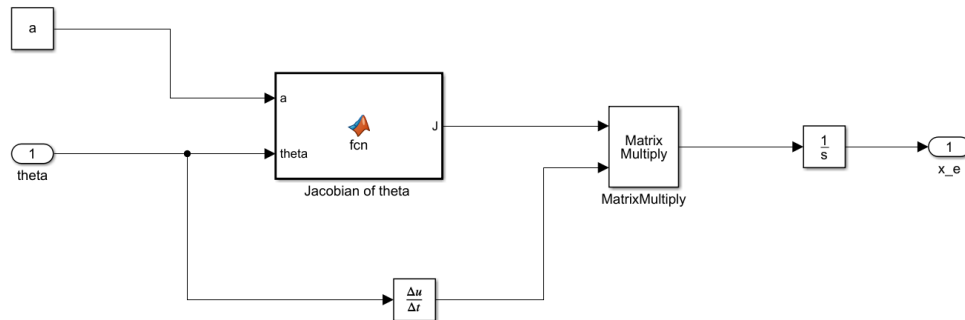 a
a
theta
fcn
J
Jacobian of theta
1
theta
Matrix
Multiply
MatrixMultiply
1
s
1
x_e
Δu
Δt